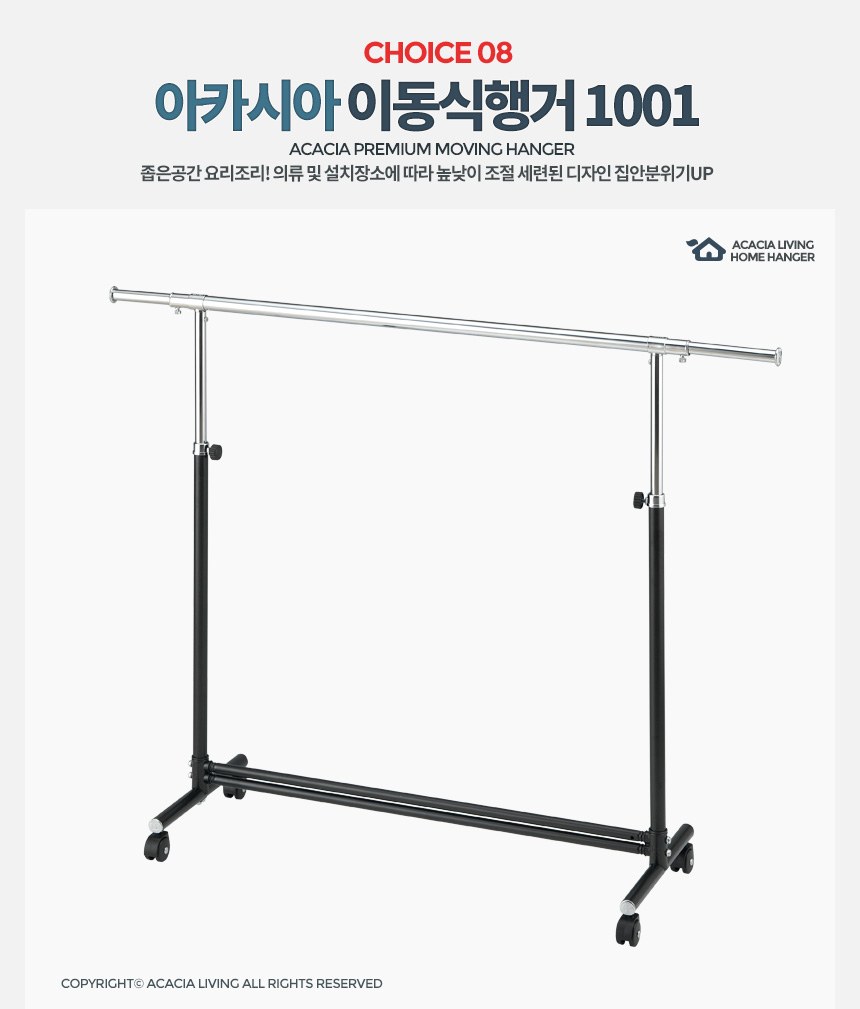 CHOICE 08
아카시아 이동식행거 1001
ACACIA PREMIUM MOVING HANGER
좁은공간 요리조리! 의류 및 설치장소에 따라 높낮이 조절 세련된 디자인 집안분위기UP
ACACIA LIVING
HOME HANGER
COPYRIGHT© ACACIA LIVING ALL RIGHTS RESERVED